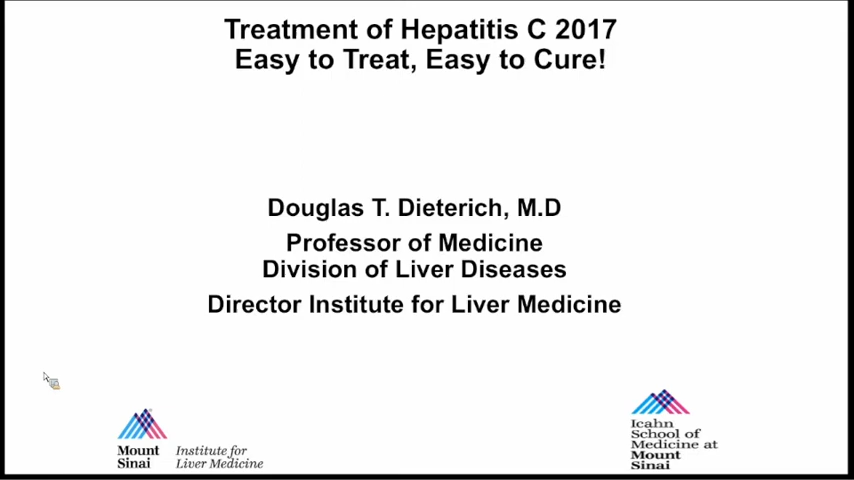 Treatment of Hepatitis C 2017
Easy to Treat, Easy to Cure!
Douglas T. Dieterich, M.D
Professor of Medicine
Division of Liver Diseases
Director Institute for Liver Medicine
Mount
Sinai
Institute for
Liver Medicine
Icahn
School of
Medicine at
Mount
Sinai